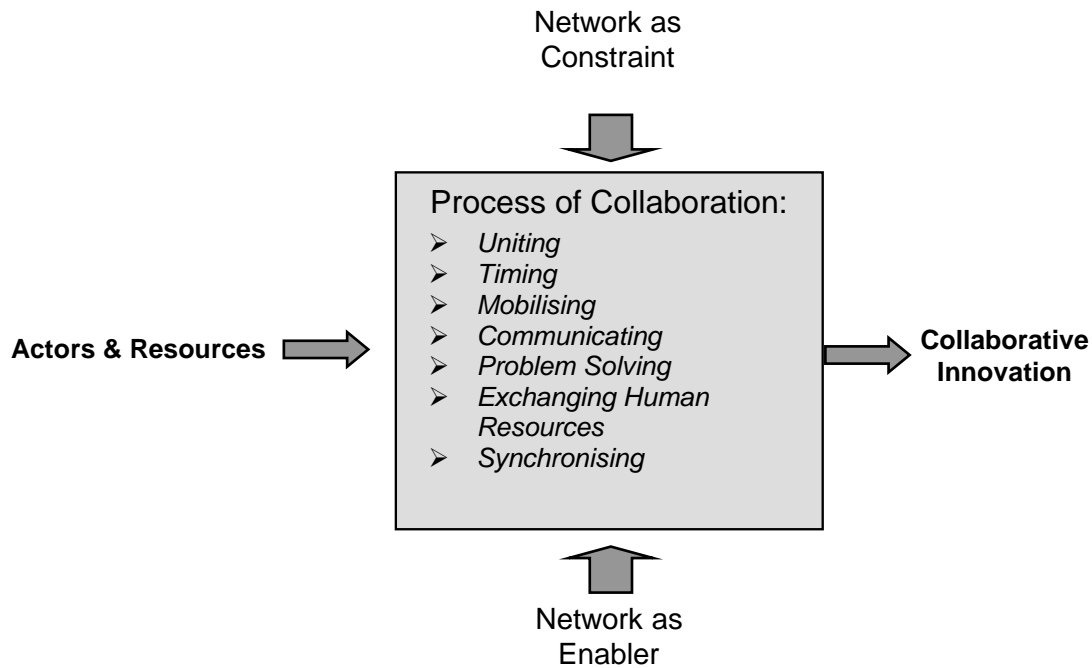 Network as
Constraint
Process of Collaboration:
➢ Uniting
➢ Timing
➢ Mobilising
➢ Communicating
➢ Problem Solving
➢ Exchanging Human
Resources
➢ Synchronising
Actors & Resources
Collaborative
Innovation
Network as
Enabler